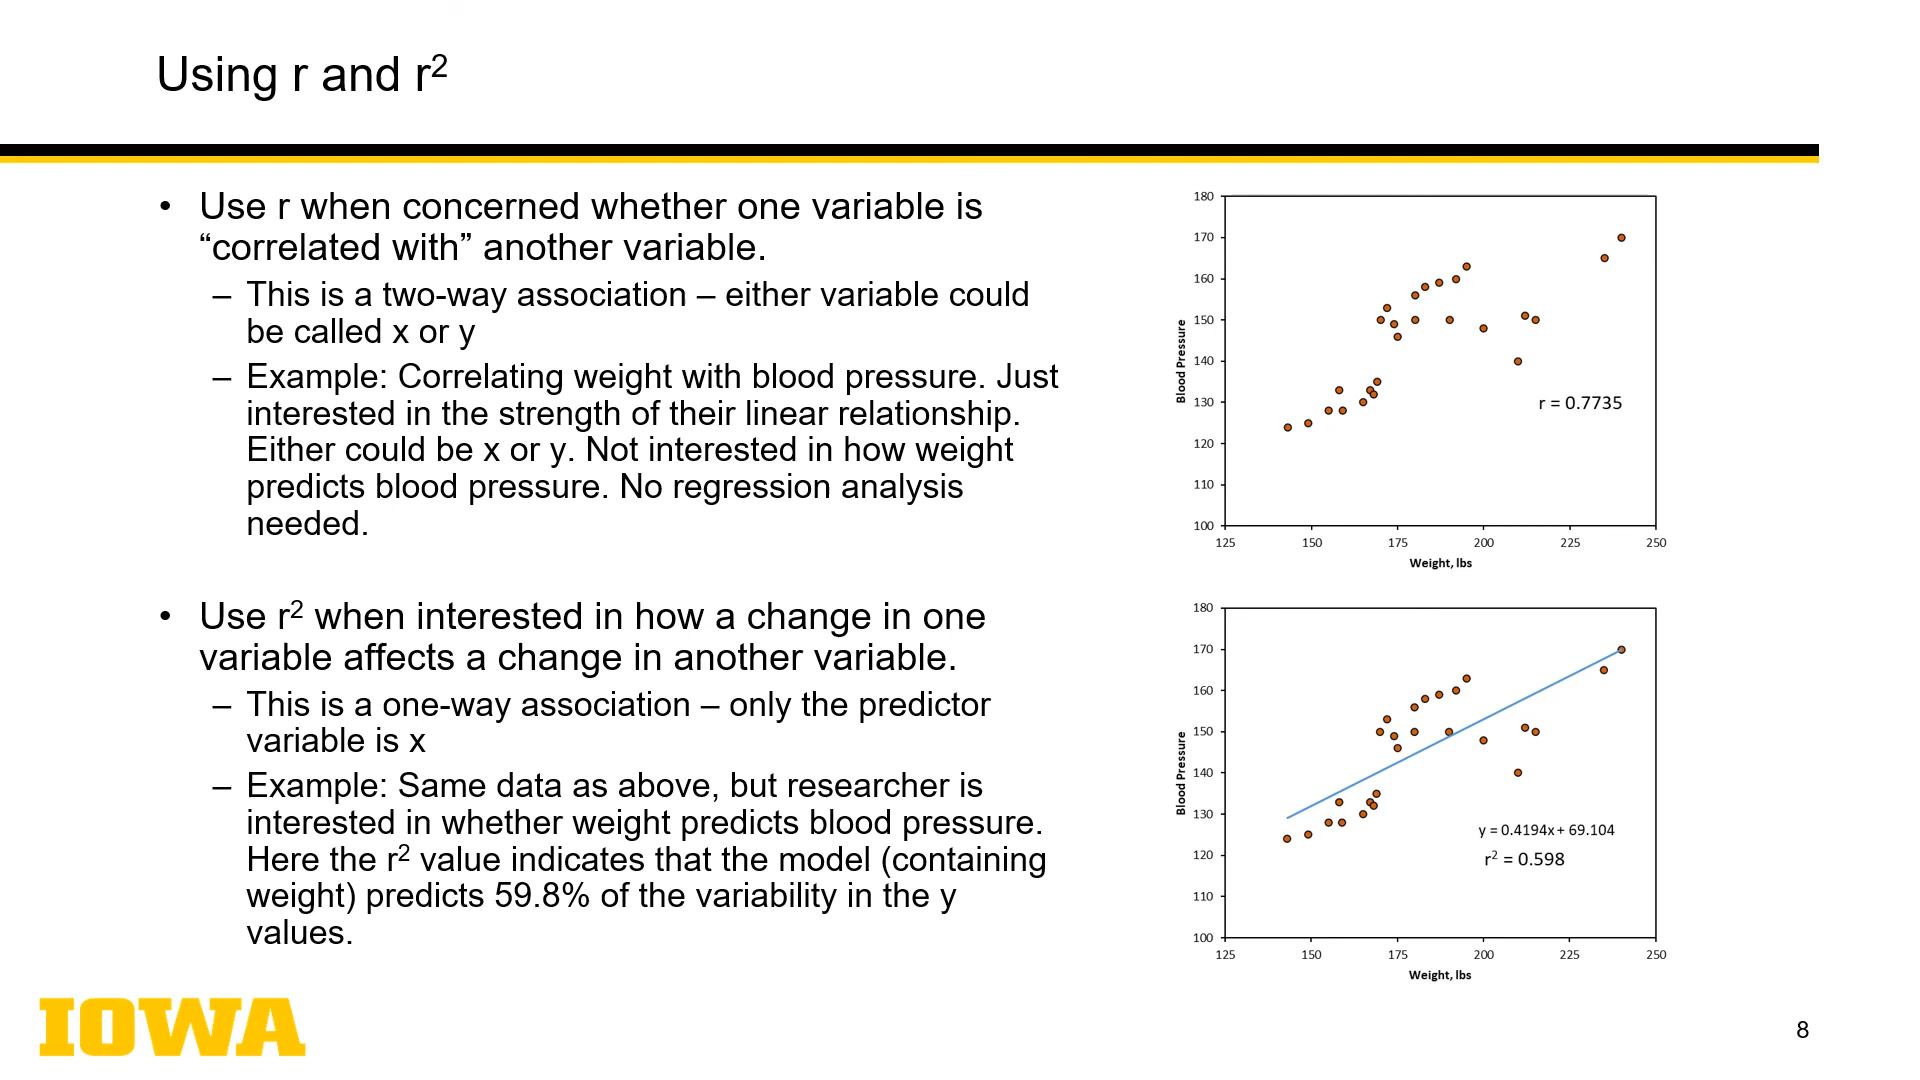 Using r and r²
• Use r when concerned whether one variable is
“correlated with” another variable.
– This is a two-way association – either variable could
be called x or y
– Example: Correlating weight with blood pressure. Just
interested in the strength of their linear relationship.
Either could be x or y. Not interested in how weight
predicts blood pressure. No regression analysis
needed.
• Use r² when interested in how a change in one
variable affects a change in another variable.
– This is a one-way association – only the predictor
variable is x
– Example: Same data as above, but researcher is
interested in whether weight predicts blood pressure.
Here the r² value indicates that the model (containing
weight) predicts 59.8% of the variability in the y
values.
180
170
160
150
140
130
120
110
100
Blood Pressure
r = 0.7735
125 150 175 200 225 250
Weight, lbs
180
170
160
150
140
130
120
110
100
Blood Pressure
y = 0.4194x + 69.104
r² = 0.598
125 150 175 200 225 250
Weight, lbs
IOWA
8